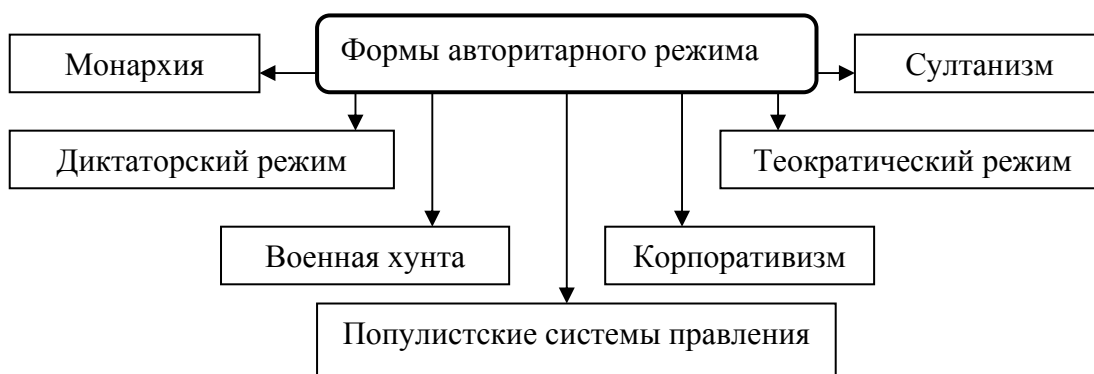 Формы авторитарного режима
Монархия
Султанизм
Диктаторский режим
Теократический режим
Военная хунта
Корпоративизм
Популистские системы правления